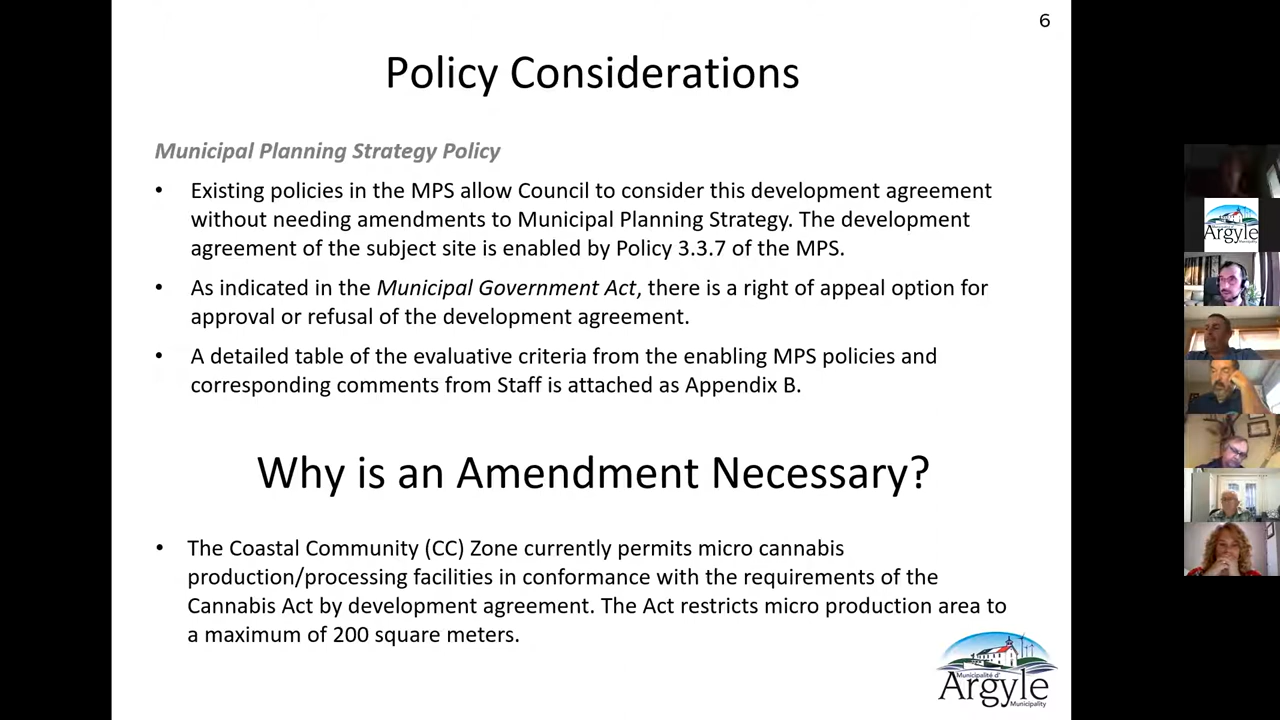 6
Policy Considerations
Municipal Planning Strategy Policy
• Existing policies in the MPS allow Council to consider this development agreement
without needing amendments to Municipal Planning Strategy. The development
agreement of the subject site is enabled by Policy 3.3.7 of the MPS.
• As indicated in the Municipal Government Act, there is a right of appeal option for
approval or refusal of the development agreement.
• A detailed table of the evaluative criteria from the enabling MPS policies and
corresponding comments from Staff is attached as Appendix B.
Why is an Amendment Necessary?
• The Coastal Community (CC) Zone currently permits micro cannabis
production/processing facilities in conformance with the requirements of the
Cannabis Act by development agreement. The Act restricts micro production area to
a maximum of 200 square meters.
Municipalité d'
Argyle
Municipality
Argyle